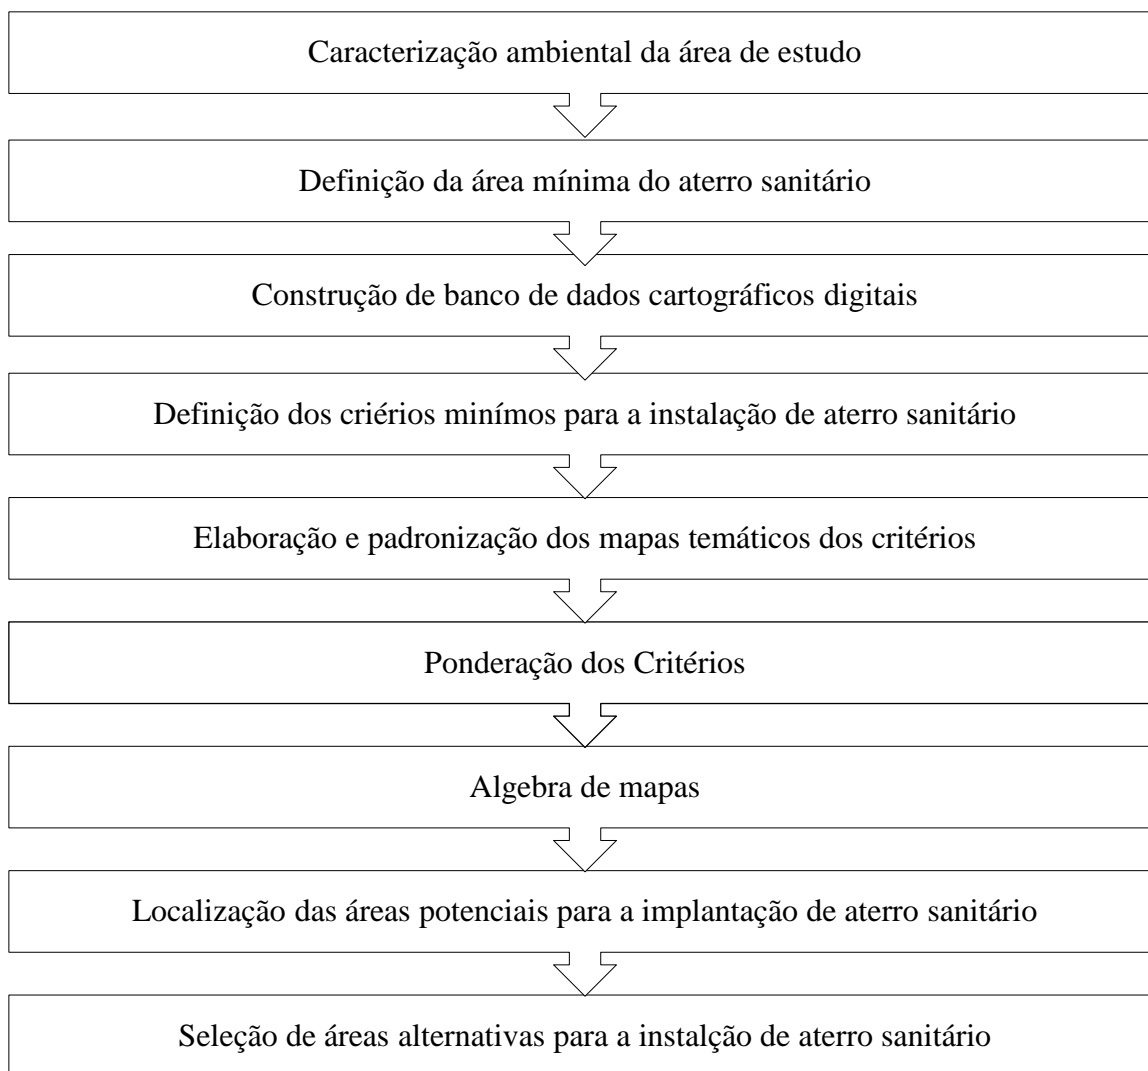 Caracterização ambiental da área de estudo
Definição da área mínima do aterro sanitário
Construção de banco de dados cartográficos digitais
Definição dos criérios minímos para a instalação de aterro sanitário
Elaboração e padronização dos mapas temáticos dos critérios
Ponderação dos Critérios
Algebra de mapas
Localização das áreas potenciais para a implantação de aterro sanitário
Seleção de áreas alternativas para a instalção de aterro sanitário